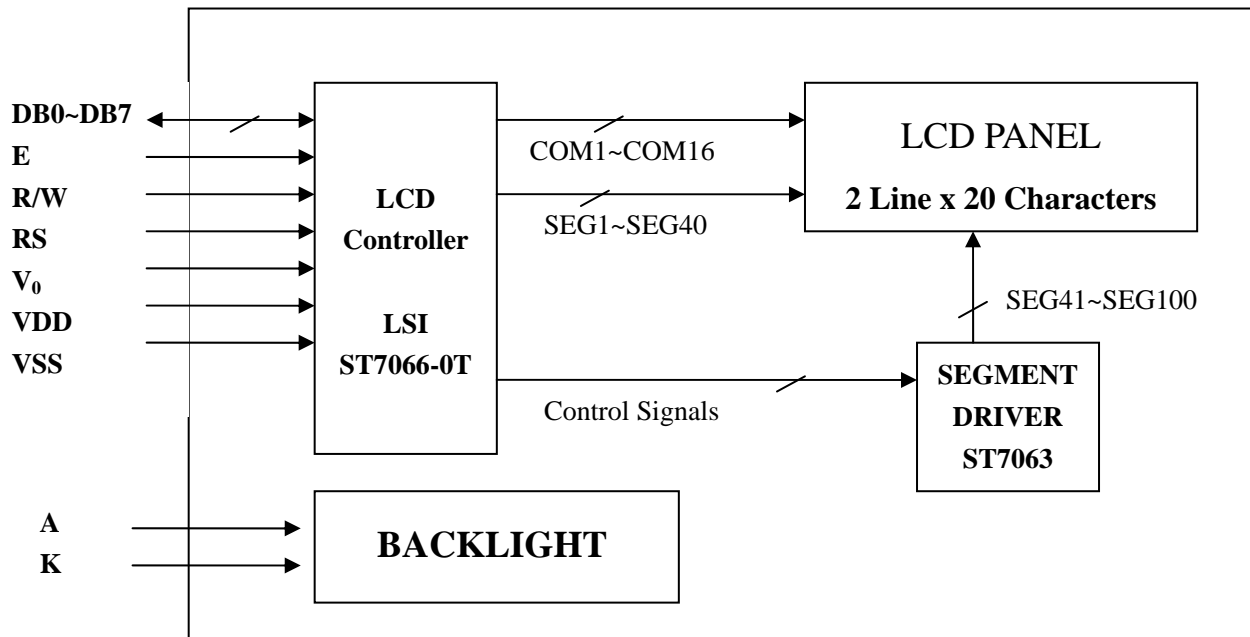 DB0~DB7
E
R/W
RS
V₀
VDD
VSS
A
K
LCD
Controller
LSI
ST7066-0T
COM1~COM16
SEG1~SEG40
Control Signals
LCD PANEL
2 Line x 20 Characters
SEG41~SEG100
SEGMENT
DRIVER
ST7063
BACKLIGHT